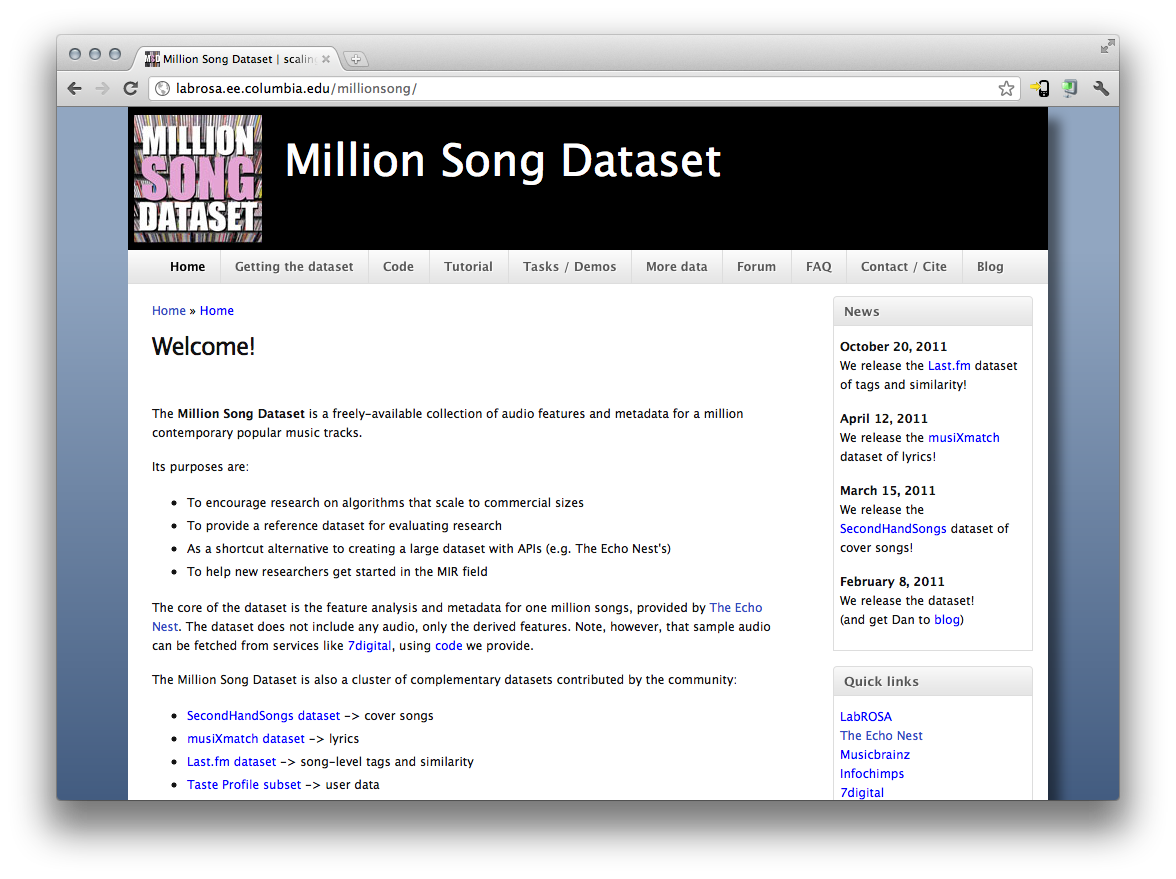 Million Song Dataset | scalin
labrosa.ee.columbia.edu/millionsong/
MILLION
SONG
DATASET
Million Song Dataset
Home
Getting the dataset
Code
Tutorial
Tasks / Demos
More data
Forum
FAQ
Contact / Cite
Blog
Home » Home
Welcome!
The Million Song Dataset is a freely-available collection of audio features and metadata for a million
contemporary popular music tracks.
Its purposes are:
• To encourage research on algorithms that scale to commercial sizes
• To provide a reference dataset for evaluating research
• As a shortcut alternative to creating a large dataset with APIs (e.g. The Echo Nest's)
• To help new researchers get started in the MIR field
The core of the dataset is the feature analysis and metadata for one million songs, provided by The Echo
Nest. The dataset does not include any audio, only the derived features. Note, however, that sample audio
can be fetched from services like 7digital, using code we provide.
The Million Song Dataset is also a cluster of complementary datasets contributed by the community:
• SecondHandSongs dataset -> cover songs
• musiXmatch dataset -> lyrics
• Last.fm dataset -> song-level tags and similarity
• Taste Profile subset -> user data
News
October 20, 2011
We release the Last.fm dataset
of tags and similarity!
April 12, 2011
We release the musiXmatch
dataset of lyrics!
March 15, 2011
We release the
SecondHandSongs dataset of
cover songs!
February 8, 2011
We release the dataset!
(and get Dan to blog)
Quick links
LabROSA
The Echo Nest
Musicbrainz
Infochimps
7digital